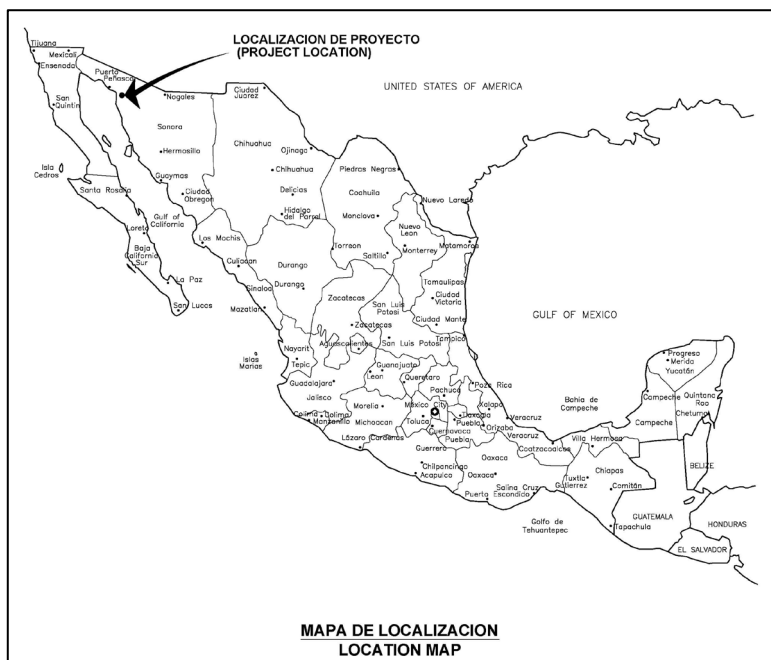 LOCALIZACION DE PROYECTO
(PROJECT LOCATION)
Tijuana
Mexicali
Ensenada
Puerto
Peñasco
San
Quintin
Nogales
Sonora
Hermosillo
Isla
Cedros
Santa Rosalia
Guaymas
Ciudad
Obregon
Gulf of
California
Loreto
Baja
California
Sur
La Paz
San Lucas
Ciudad
Juarez
UNITED STATES OF AMERICA
Chihuahua
Ojinaga
Chihuahua
Delicias
Hidalgo
del Parral
Piedras Negras
Coahuila
Monclova
Nuevo Laredo
Nuevo
Leon
Monterrey
Matamoros
Los Mochis
Culiacan
Sinaloa
Mazatlan
Durango
Durango
Torreon
Saltillo
Tamaulipas
Ciudad
Victoria
Zacatecas
San Luis
Potosi
Ciudad Mante
Zacatecas
Aguascalientes
San Luis Potosi
Tampico
GULF OF MEXICO
Islas
Marias
Nayarit
Tepic
Guanajuato
Leon
Queretaro
Guadalajara
Jalisco
Pachuca
Poza Rica
Morelia
Mexico City
Tlaxcala
Xalapa
Colima
Colima
Manzanillo
Michoacan
Toluca
Puebla
Cuernavaca
Puebla
Orizaba
Veracruz
Veracruz
Lázaro Cardenas
Guerrero
Chilpancingo
Acapulco
Oaxaca
Oaxaca
Coatzacoalcos
Salina Cruz
Puerto Escondido
Bahia de
Campeche
Progreso
Merida
Yucatán
Campeche
Quintana
Roo
Chetumal
Campeche
Villa Hermosa
Chiapas
Tuxtla
Gutierrez
Comitán
BELIZE
Golfo de
Tehuantepec
Tapachula
GUATEMALA
HONDURAS
EL SALVADOR
MAPA DE LOCALIZACION
LOCATION MAP